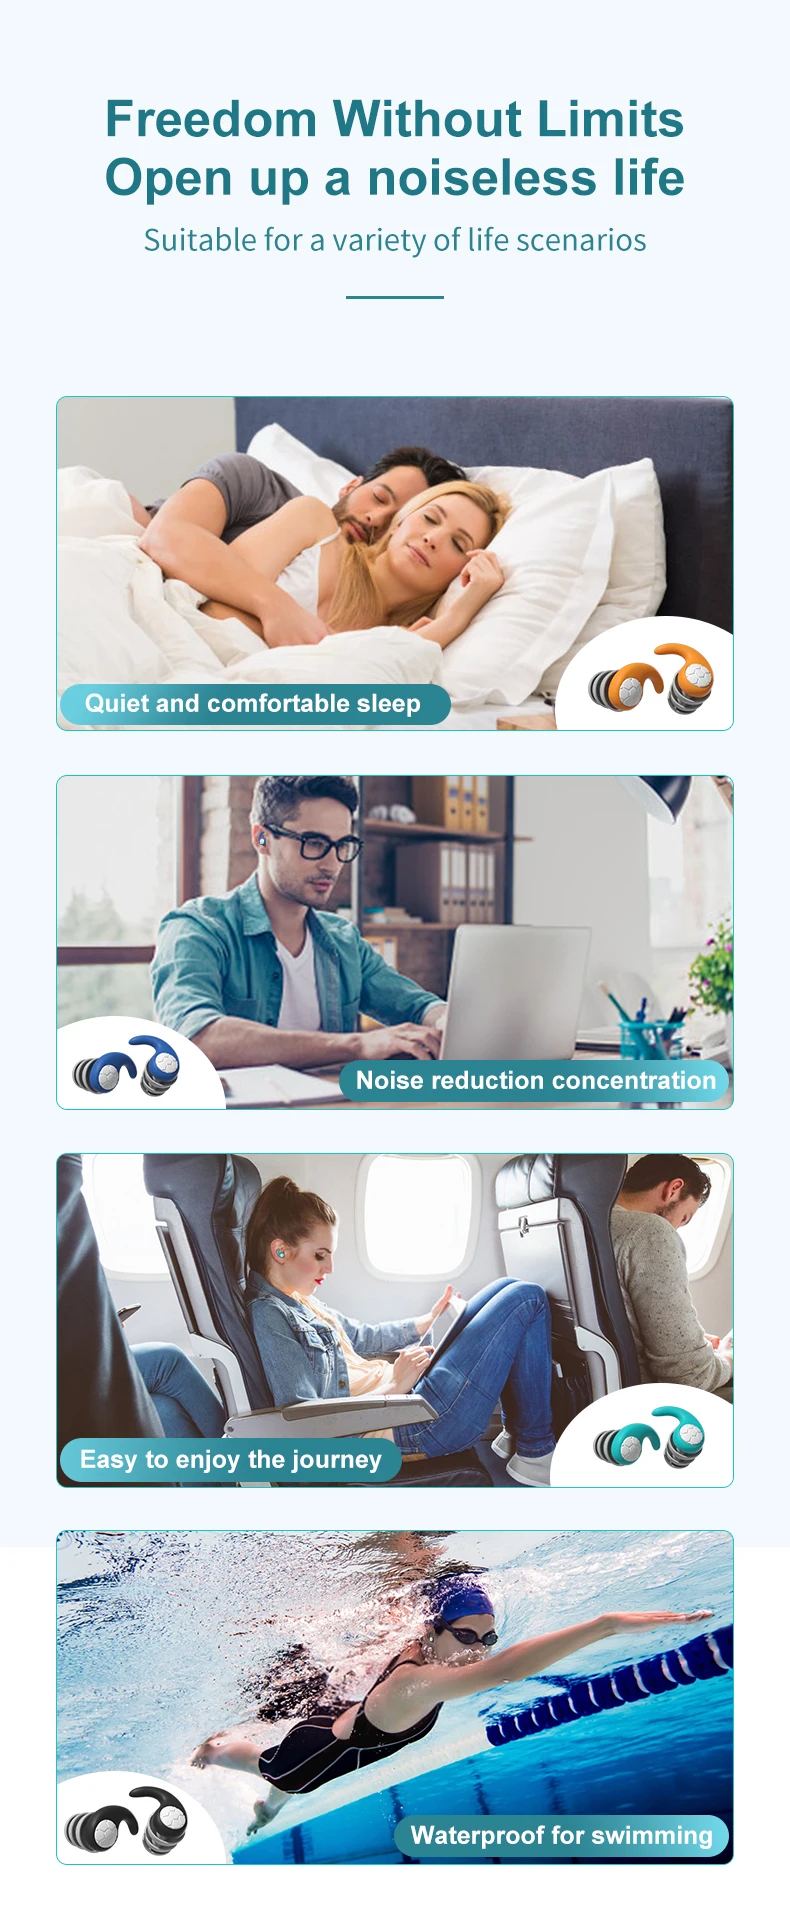 Freedom Without Limits
Open up a noiseless life
Suitable for a variety of life scenarios
Quiet and comfortable sleep
Noise reduction concentration
Easy to enjoy the journey
Waterproof for swimming